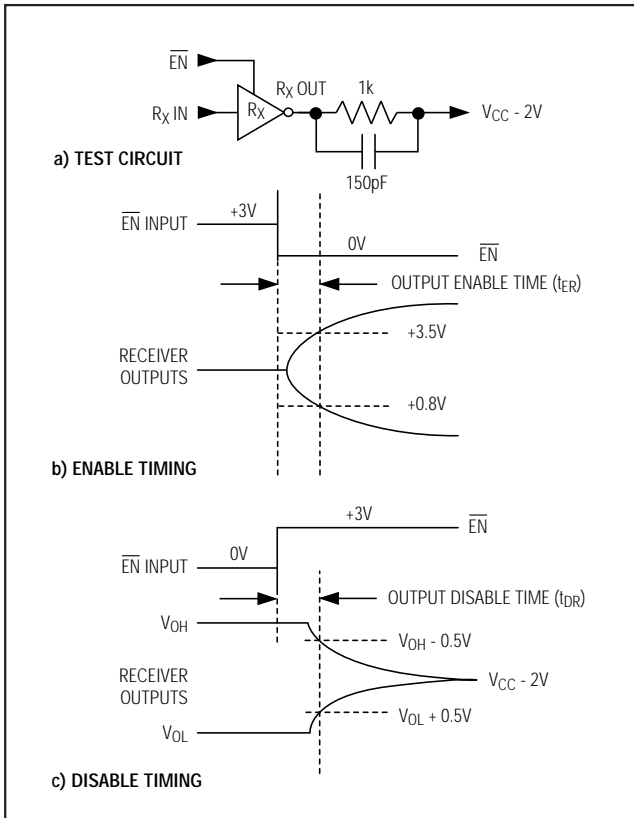 EN
RX OUT
1k
RX IN
RX
VCC - 2V
150pF
a) TEST CIRCUIT
+3V
EN INPUT
0V
EN
OUTPUT ENABLE TIME (tER)
+3.5V
RECEIVER
OUTPUTS
+0.8V
b) ENABLE TIMING
+3V
EN
0V
EN INPUT
OUTPUT DISABLE TIME (tDR)
VOH
VOH - 0.5V
RECEIVER
OUTPUTS
VCC - 2V
VOL + 0.5V
VOL
c) DISABLE TIMING